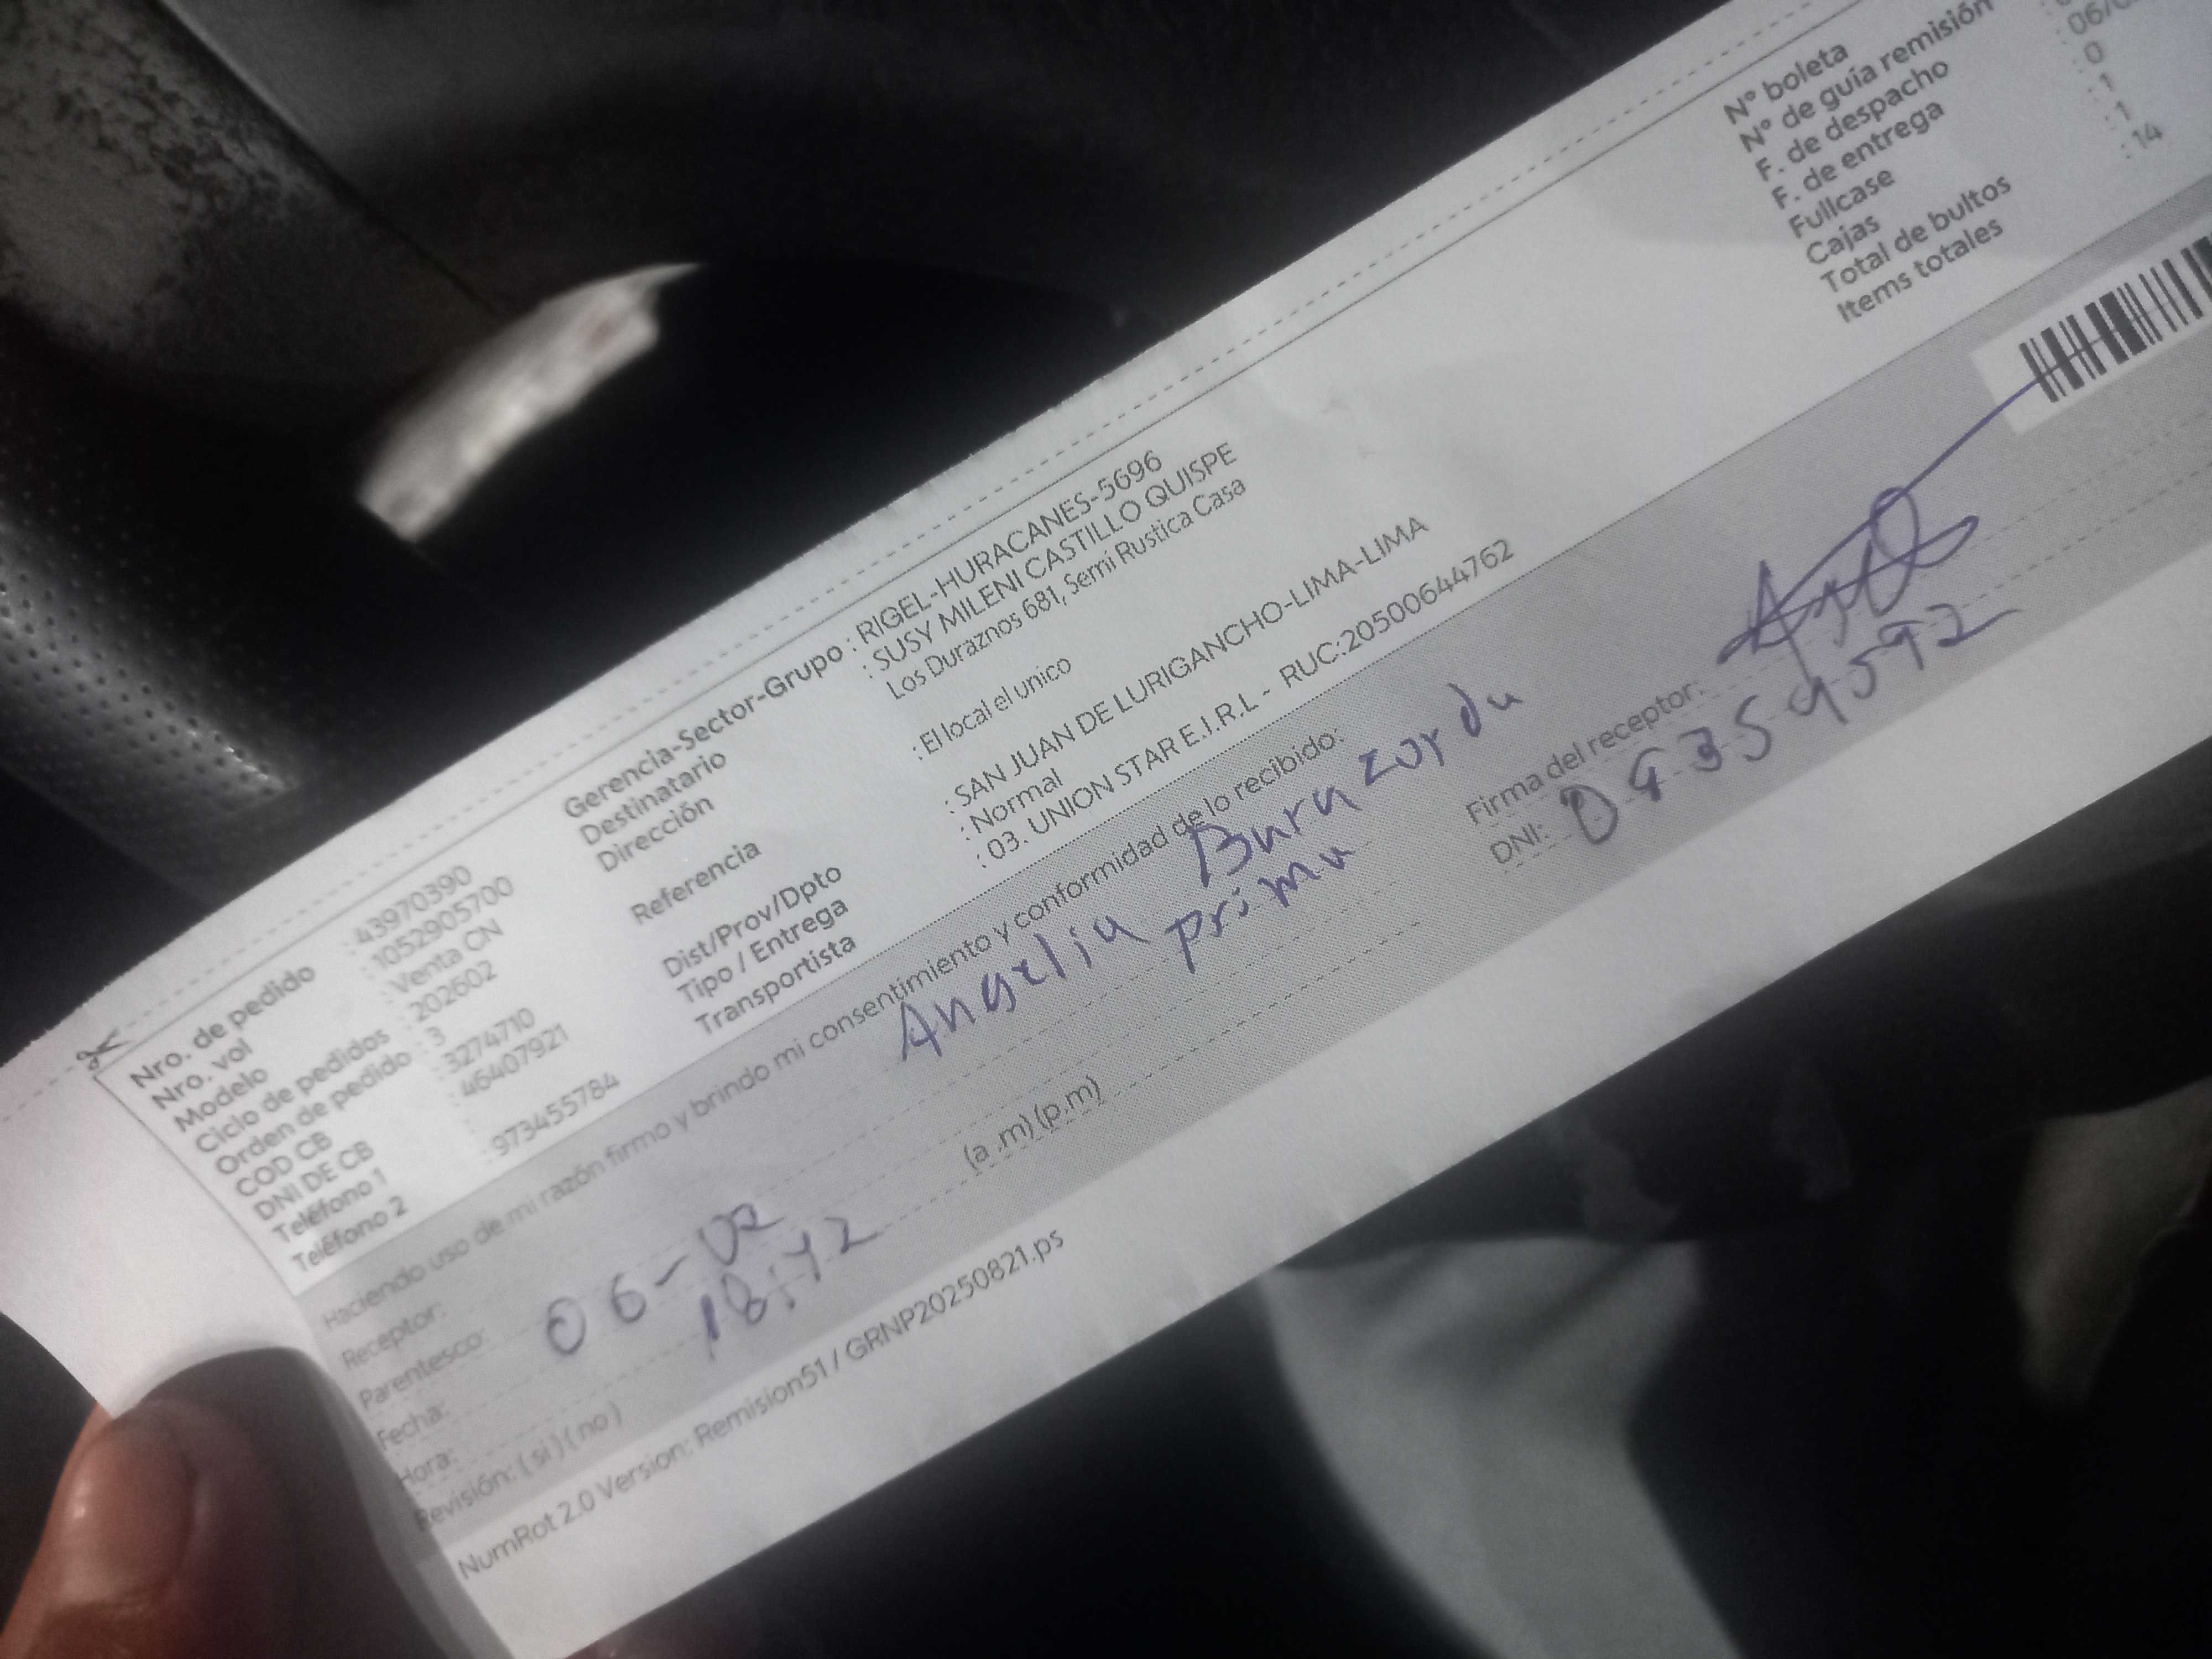 Nro. de pedido : 43970390
Nro. vol : 1052905700
Modelo : Venta CN
Ciclo de pedidos : 202602
Orden de pedido : 3
COD CB : 3274710
DNI DE CB : 46407921
Teléfono 1
Teléfono 2 : 973455784
Gerencia-Sector-Grupo : RIGEL-HURACANES-5696
Destinatario : SUSY MILENI CASTILLO QUISPE
Dirección Los Duraznos 681, Semi Rustica Casa
Referencia : El local el unico
Dist/Prov/Dpto : SAN JUAN DE LURIGANCHO-LIMA-LIMA
Tipo / Entrega : Normal
Transportista : 03. UNION STAR E.I.R.L - RUC:20500644762
N° boleta
N° de guía remisión
F. de despacho
F. de entrega
Fullcase : 0
Cajas : 1
Total de bultos : 1
Items totales : 14
Haciendo uso de mi razón firmo y brindo mi consentimiento y conformidad de lo recibido:
Receptor: Angelia
Parentesco: prima
Fecha: 06-02
Hora: 18:42 (a .m) (p.m)
Revisión: ( si ) ( no )
Firma del receptor:
DNI:
NumRot 2.0 Version: Remision51 / GRNP20250821.ps